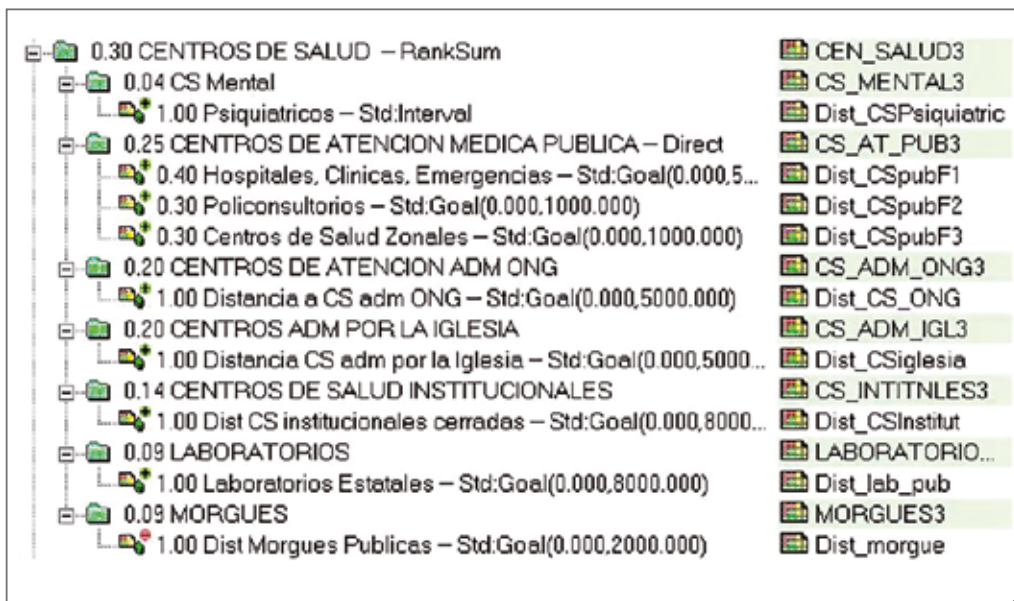 0.30 CENTROS DE SALUD – RankSum CEN_SALUD3
0.04 CS Mental CS_MENTAL3
1.00 Psiquiatricos – Std:Interval Dist_CSPsiquiatric
0.25 CENTROS DE ATENCION MEDICA PUBLICA – Direct CS_AT_PUB3
0.40 Hospitales, Clinicas, Emergencias – Std:Goal(0.000,5... Dist_CSpubF1
0.30 Policonsultorios – Std:Goal(0.000,1000.000) Dist_CSpubF2
0.30 Centros de Salud Zonales – Std:Goal(0.000,1000.000) Dist_CSpubF3
0.20 CENTROS DE ATENCION ADM ONG CS_ADM_ONG3
1.00 Distancia a CS adm ONG – Std:Goal(0.000,5000.000) Dist_CS_ONG
0.20 CENTROS ADM POR LA IGLESIA CS_ADM_IGL3
1.00 Distancia CS adm por la Iglesia – Std:Goal(0.000,5000... Dist_CSiglesia
0.14 CENTROS DE SALUD INSTITUCIONALES CS_INTITNLES3
1.00 Dist CS institucionales cerradas – Std:Goal(0.000,8000... Dist_CSInstitut
0.09 LABORATORIOS LABORATORIO...
1.00 Laboratorios Estatales – Std:Goal(0.000,8000.000) Dist_lab_pub
0.09 MORGUES MORGUES3
1.00 Dist Morgues Publicas – Std:Goal(0.000,2000.000) Dist_morgue